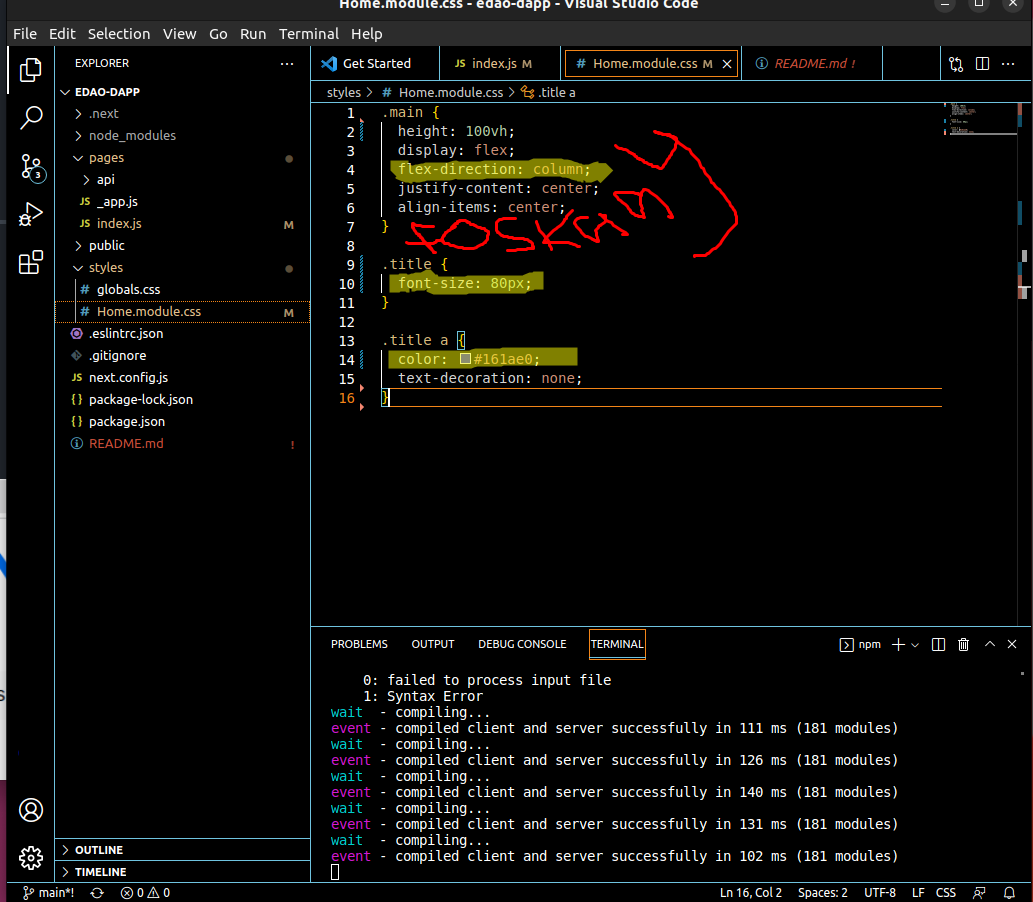 Home.module.css - edao-dapp - Visual Studio Code
File Edit Selection View Go Run Terminal Help
EXPLORER ...
Get Started
JS index.js M
# Home.module.css M
README.md !
...
styles > # Home.module.css > .title a
EDAO-DAPP
.next
node_modules
pages
api
JS _app.js
JS index.js M
public
styles
# globals.css
# Home.module.css M
.eslintrc.json
.gitignore
JS next.config.js
{} package-lock.json
{} package.json
README.md !
3
1 .main {
2 height: 100vh;
3 display: flex;
4 flex-direction: column;
5 justify-content: center;
6 align-items: center;
7 }
8
9 .title {
10 font-size: 80px;
11 }
12
13 .title a {
14 color: #161ae0;
15 text-decoration: none;
16 }
PROBLEMS OUTPUT DEBUG CONSOLE TERMINAL
npm
0: failed to process input file
1: Syntax Error
wait - compiling...
event - compiled client and server successfully in 111 ms (181 modules)
wait - compiling...
event - compiled client and server successfully in 126 ms (181 modules)
wait - compiling...
event - compiled client and server successfully in 140 ms (181 modules)
wait - compiling...
event - compiled client and server successfully in 131 ms (181 modules)
wait - compiling...
event - compiled client and server successfully in 102 ms (181 modules)
OUTLINE
TIMELINE
main*! 0 0 Ln 16, Col 2 Spaces: 2 UTF-8 LF CSS